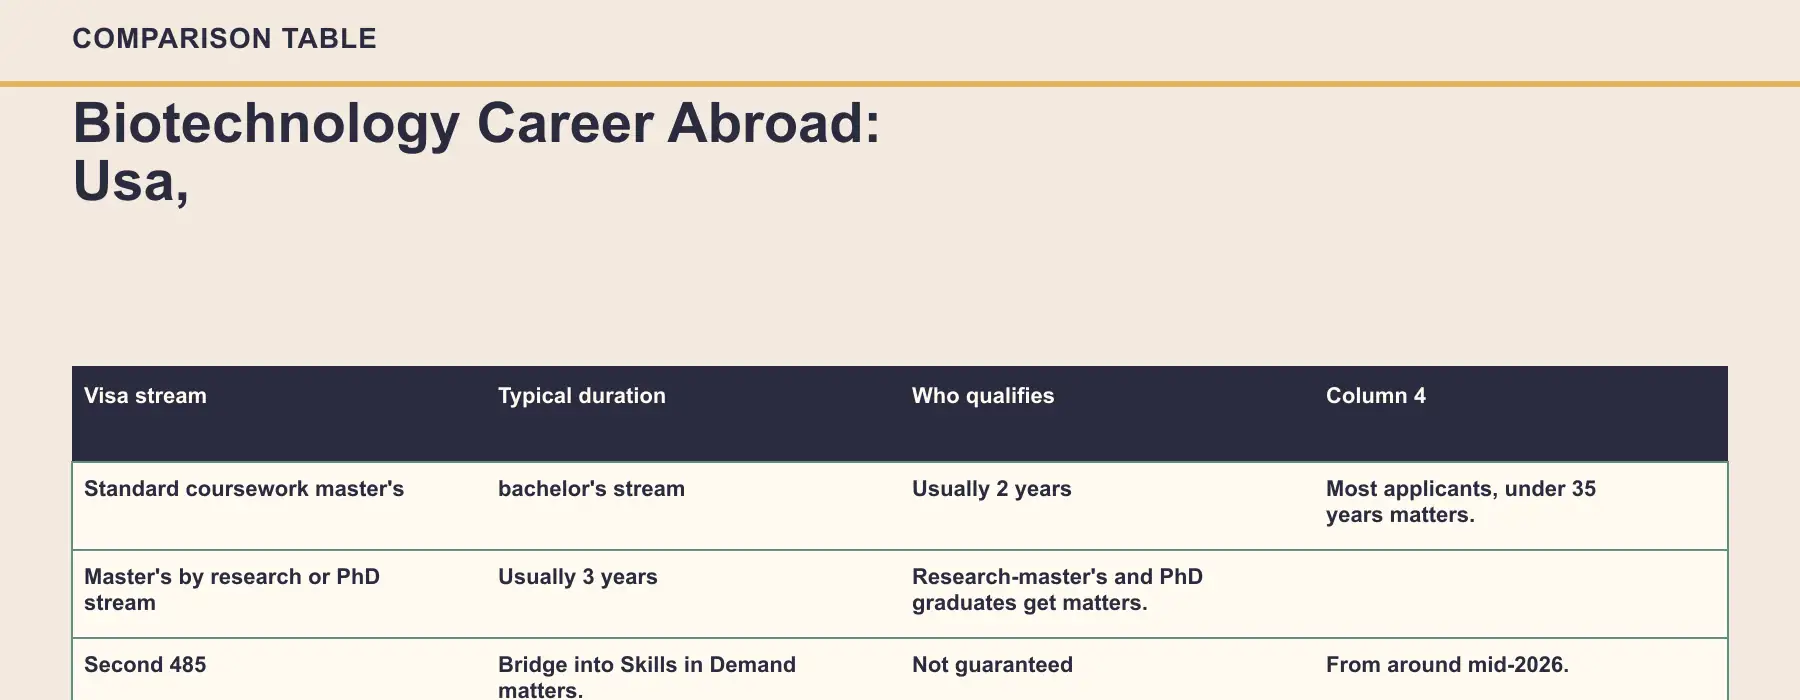 COMPARISON TABLE
Biotechnology Career Abroad:
Usa,
Visa stream
Typical duration
Who qualifies
Column 4
Standard coursework master's
bachelor's stream
Usually 2 years
Most applicants, under 35
years matters.
Master's by research or PhD
stream
Usually 3 years
Research-master's and PhD
graduates get matters.
Second 485
Bridge into Skills in Demand
matters.
Not guaranteed
From around mid-2026.